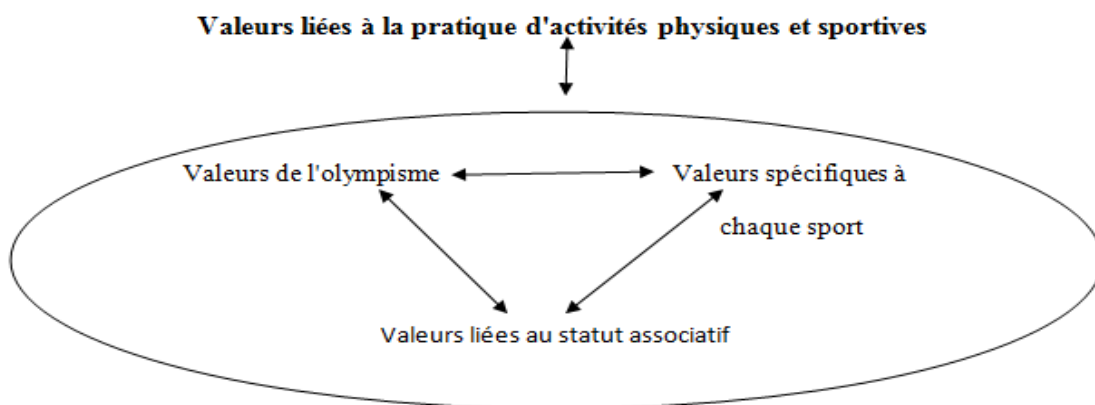 Valeurs liées à la pratique d'activités physiques et sportives
Valeurs de l'olympisme
Valeurs spécifiques à
chaque sport
Valeurs liées au statut associatif